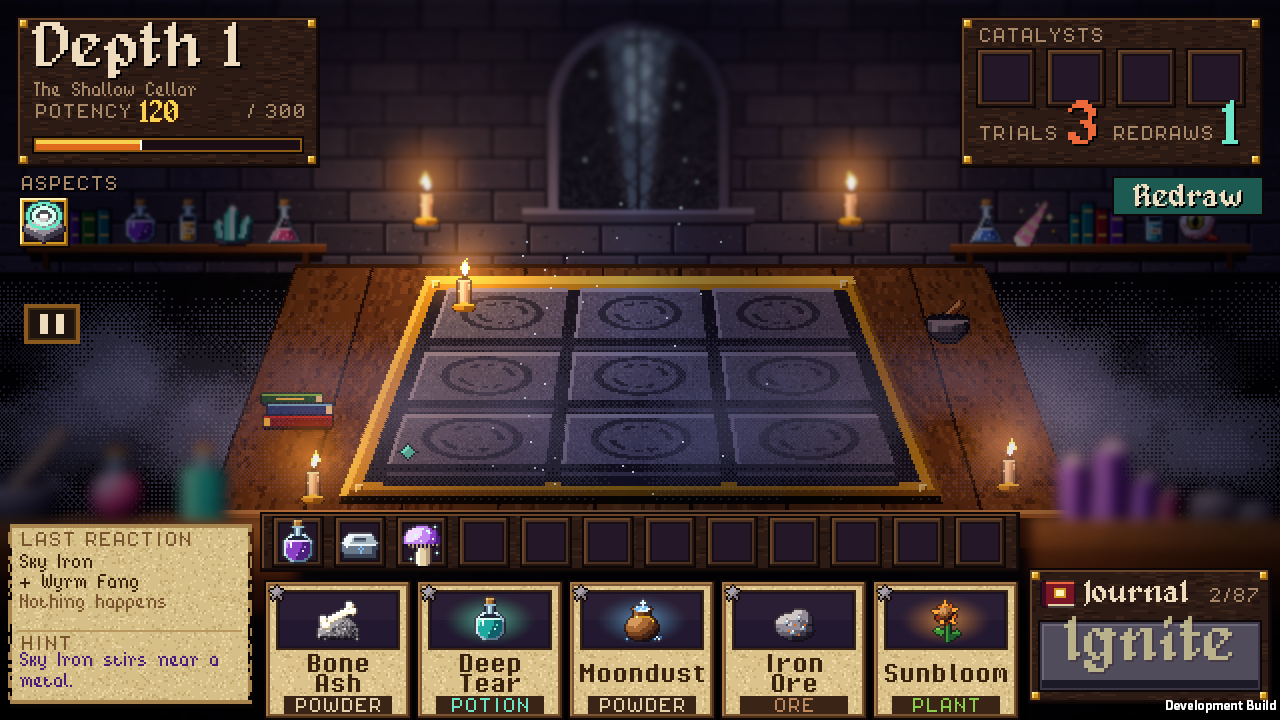 Depth 1
The Shallow Cellar
POTENCY 120 / 300
ASPECTS
CATALYSTS
TRIALS 3 REDRAWS 1
Redraw
LAST REACTION
Sky Iron
+ Wyrm Fang
Nothing happens
HINT
Sky Iron stirs near a
metal.
Bone
Ash
POWDER
Deep
Tear
POTION
Moondust
POWDER
Iron
Ore
ORE
Sunbloom
PLANT
Journal 2/87
Ignite
Development Build